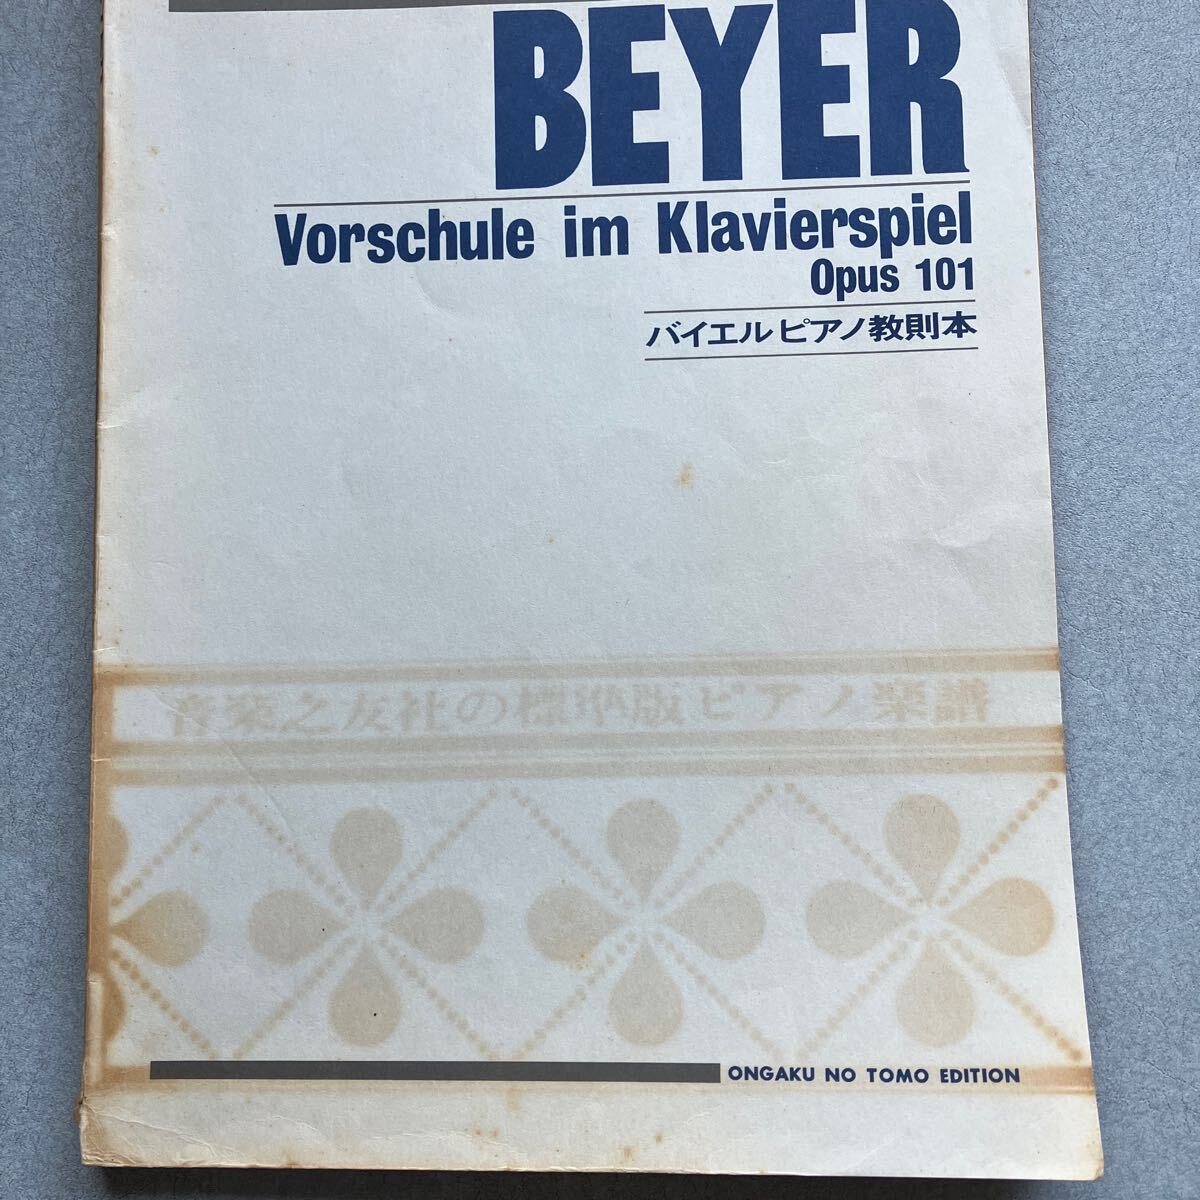 BEYER
Vorschule im Klavierspiel
Opus 101
バイエル ピアノ教則本
音楽之友社の標準版ピアノ楽譜
ONGAKU NO TOMO EDITION